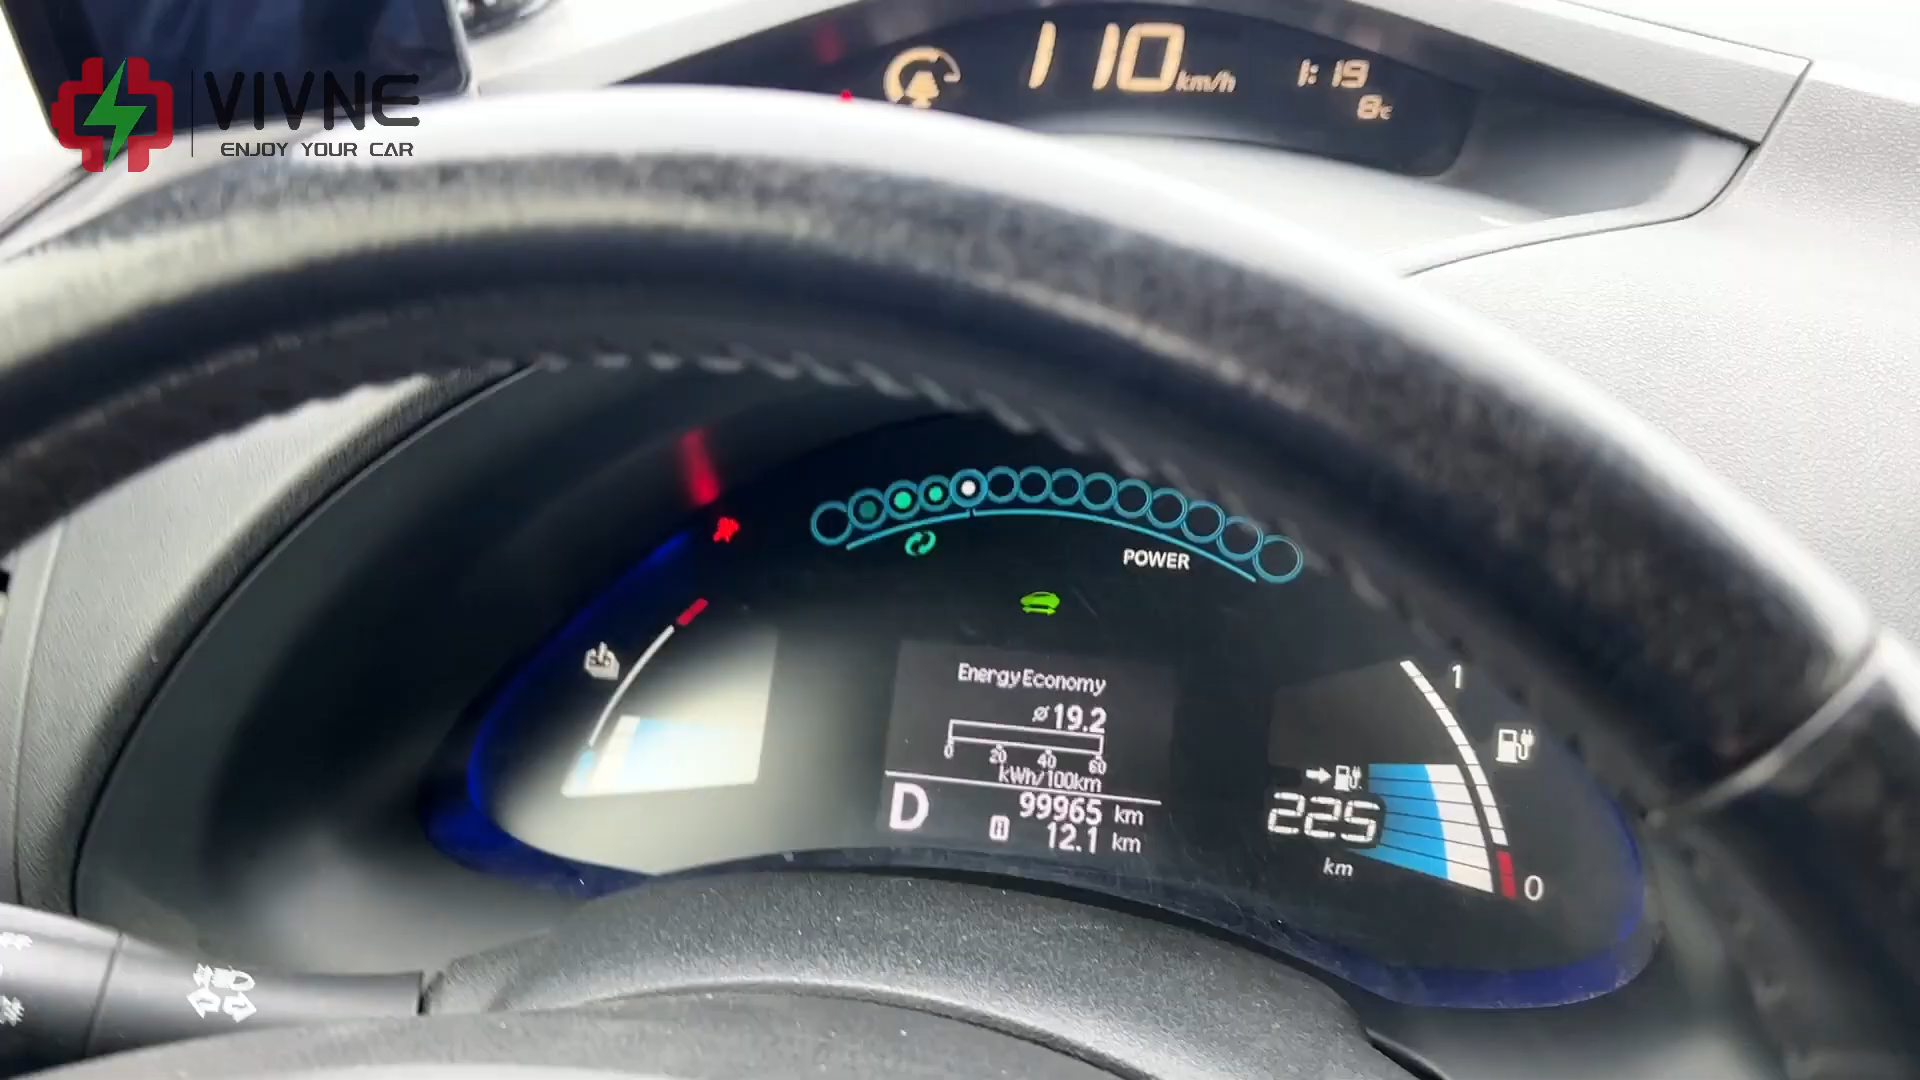 VIVNE
ENJOY YOUR CAR
110 km/h
1:19
8°C
POWER
Energy Economy
ø19.2
0 20 40 60
kWh/100km
D
99965 km
12.1 km
1
225
km
0